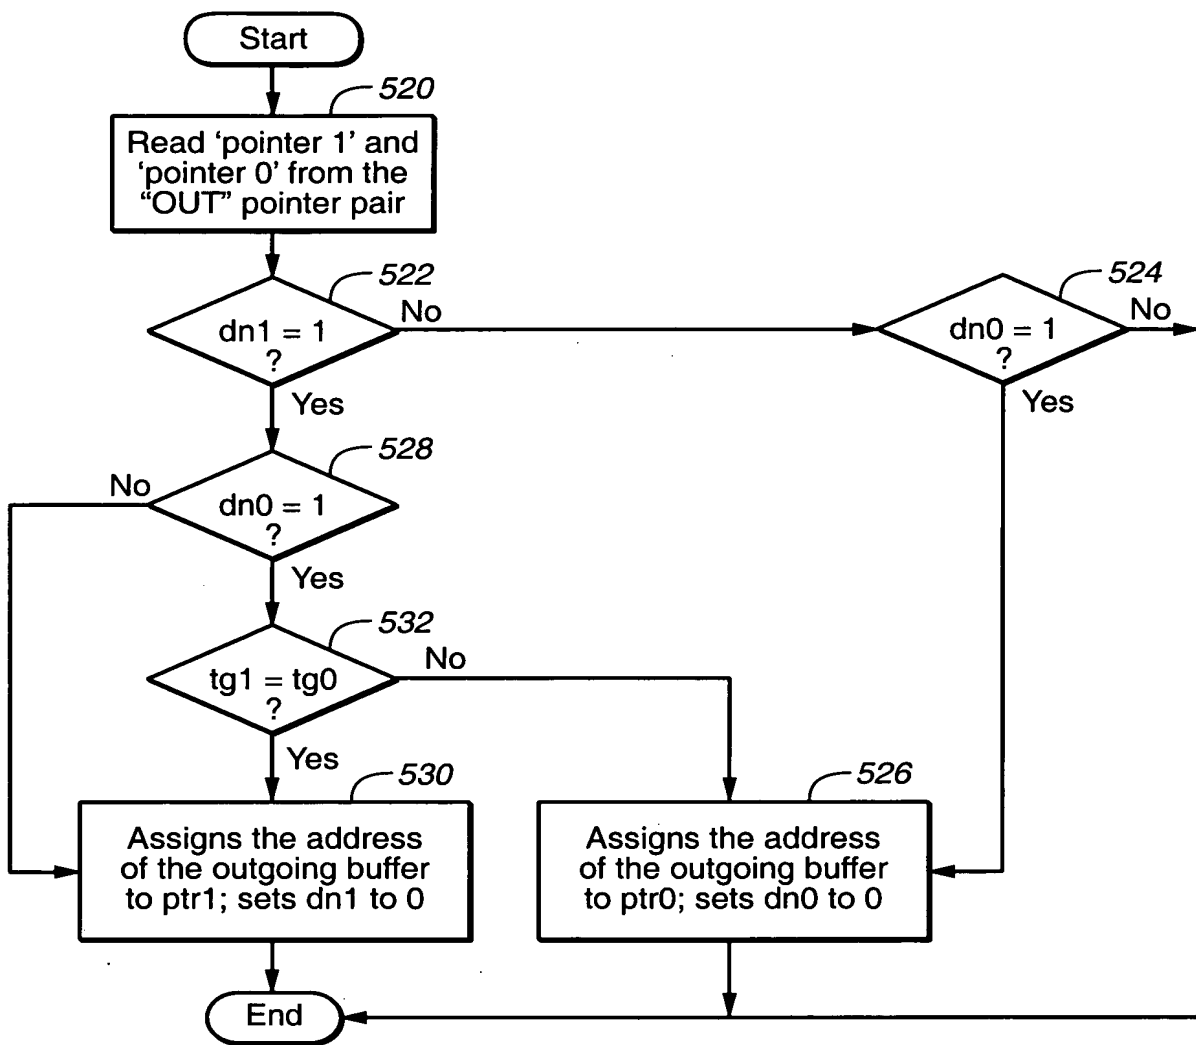 Start
520
Read ‘pointer 1’ and
‘pointer 0’ from the
“OUT” pointer pair
522
No
dn1 = 1
?
Yes
524
No
dn0 = 1
?
Yes
528
No
dn0 = 1
?
Yes
532
No
tg1 = tg0
?
Yes
530
Assigns the address
of the outgoing buffer
to ptr1; sets dn1 to 0
526
Assigns the address
of the outgoing buffer
to ptr0; sets dn0 to 0
End